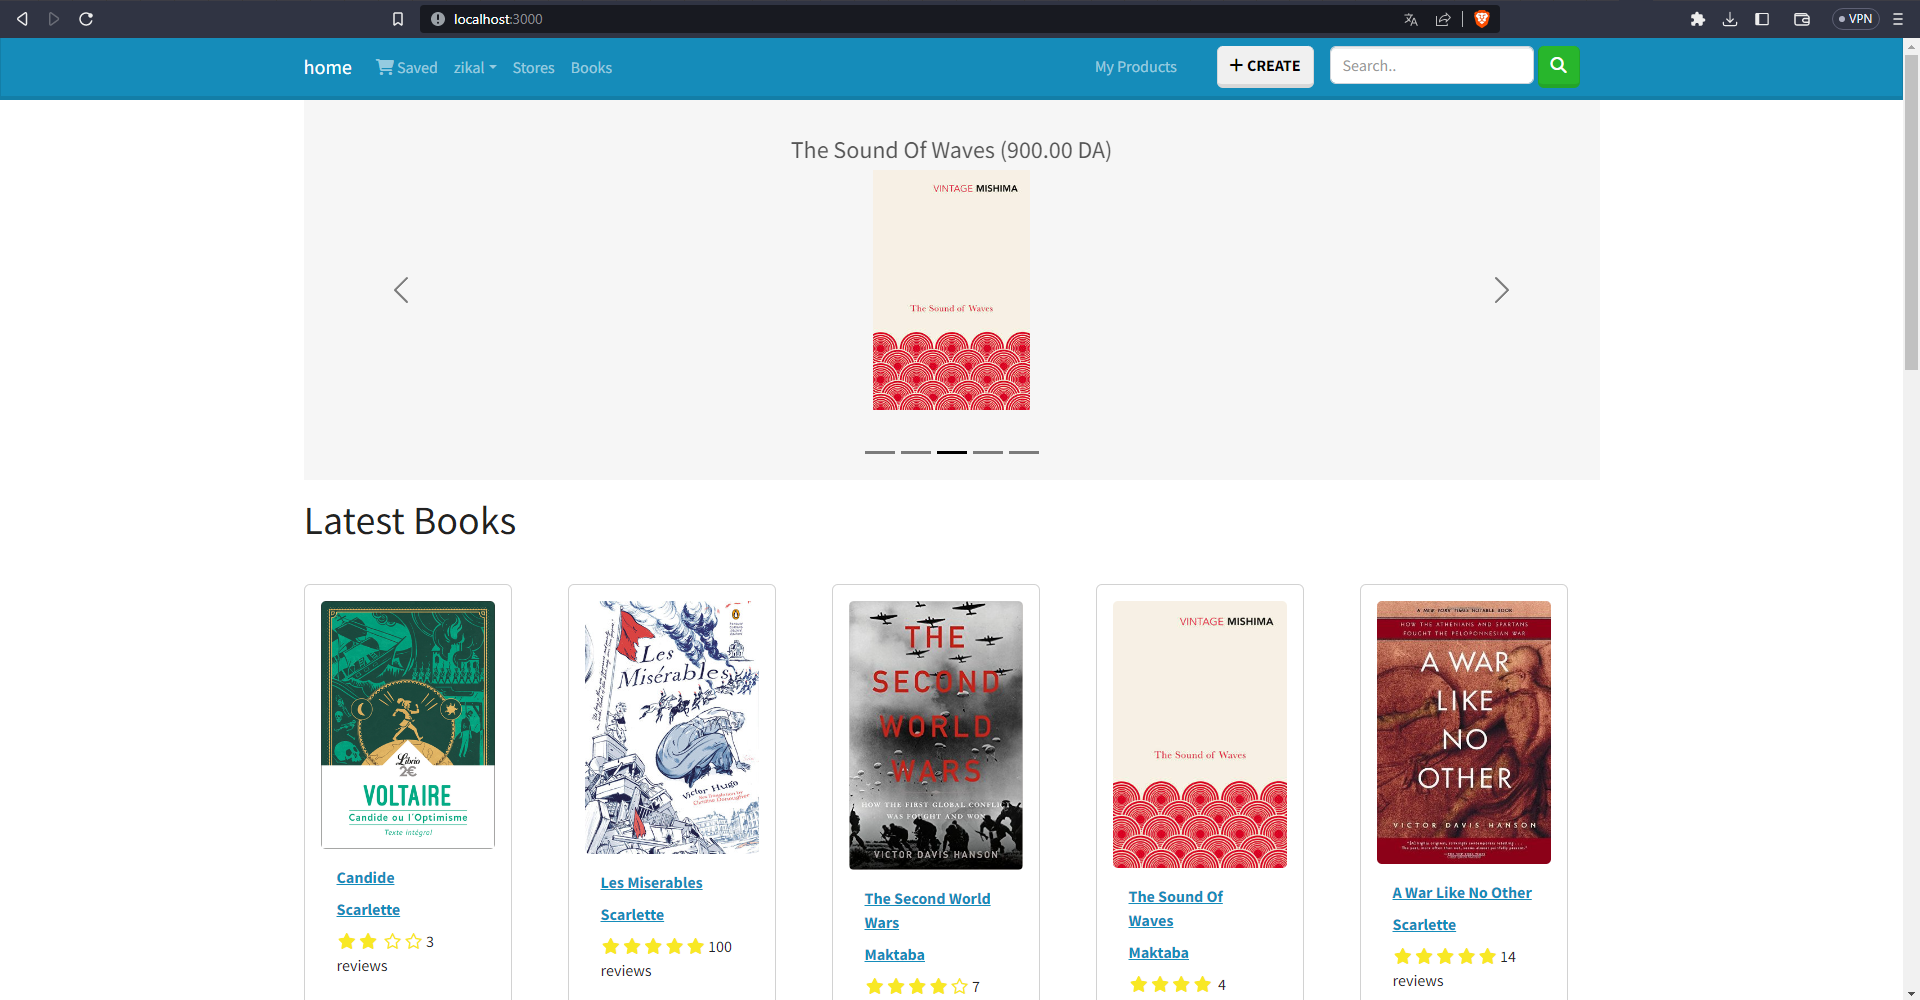 localhost:3000
VPN
home
Saved
zikal
Stores
Books
My Products
CREATE
Search..
The Sound Of Waves (900.00 DA)
VINTAGE MISHIMA
The Sound of Waves
Latest Books
Librio
2€
VOLTAIRE
Candide ou l'Optimisme
Texte intégral
Candide
Scarlette
3
reviews
Les
Misérables
Victor Hugo
Les Miserables
Scarlette
100
reviews
THE
SECOND
WORLD
WARS
HOW THE FIRST GLOBAL CONFLICT
WAS FOUGHT AND WON
VICTOR DAVIS HANSON
The Second World
Wars
Maktaba
7
VINTAGE MISHIMA
The Sound of Waves
The Sound Of
Waves
Maktaba
4
A NEW YORK TIMES NOTABLE BOOK
HOW THE ATHENIANS AND SPARTANS
FOUGHT THE PELOPONNESIAN WAR
A WAR
LIKE
NO
OTHER
VICTOR DAVIS HANSON
A War Like No Other
Scarlette
14
reviews